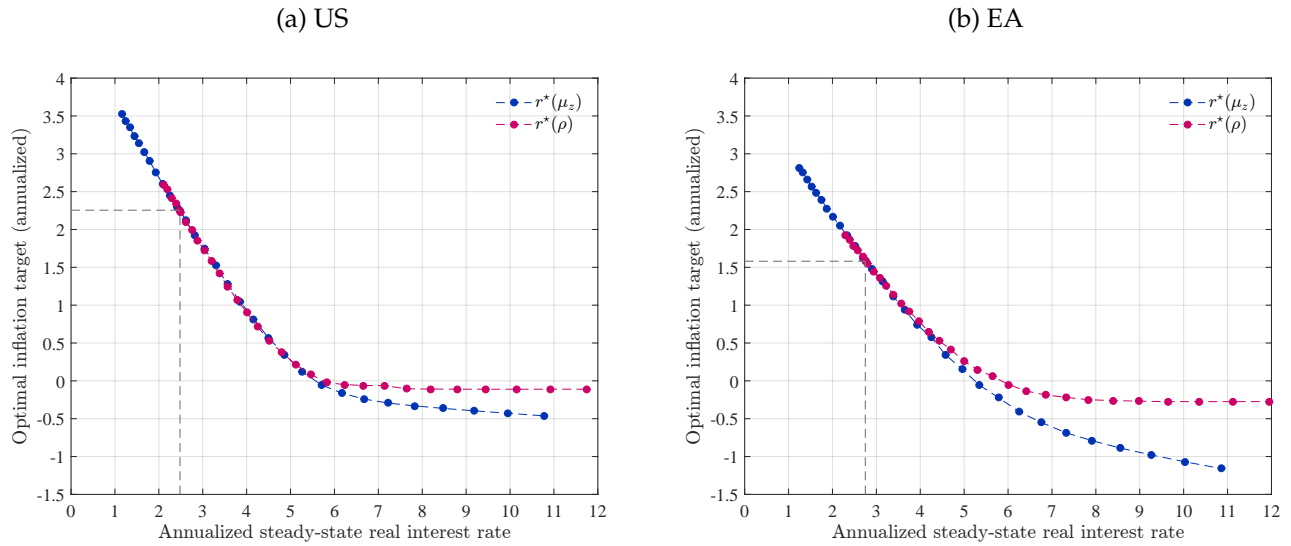 (a) US
Optimal inflation target (annualized)
4
3.5
3
2.5
2
1.5
1
0.5
0
-0.5
-1
-1.5
r*(μ_z)
r*(ρ)
0 1 2 3 4 5 6 7 8 9 10 11 12
Annualized steady-state real interest rate
(b) EA
Optimal inflation target (annualized)
4
3.5
3
2.5
2
1.5
1
0.5
0
-0.5
-1
-1.5
r*(μ_z)
r*(ρ)
0 1 2 3 4 5 6 7 8 9 10 11 12
Annualized steady-state real interest rate